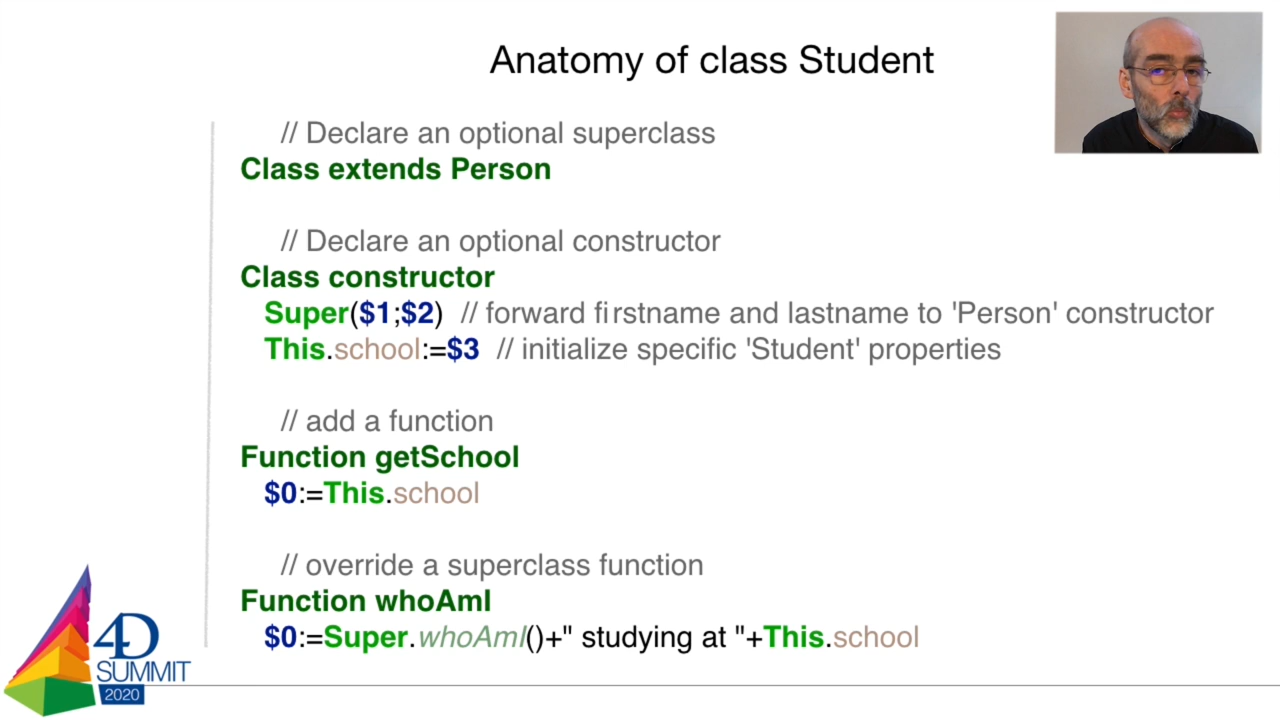 Anatomy of class Student
// Declare an optional superclass
Class extends Person
// Declare an optional constructor
Class constructor
Super($1;$2) // forward firstname and lastname to 'Person' constructor
This.school:=$3 // initialize specific 'Student' properties
// add a function
Function getSchool
$0:=This.school
// override a superclass function
Function whoAmI
$0:=Super.whoAmI()+" studying at "+This.school
4D
SUMMIT
2020